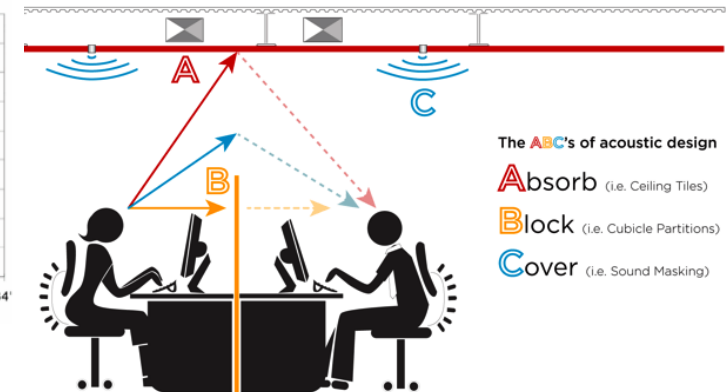 A
C
B
The ABC's of acoustic design
Absorb (i.e. Ceiling Tiles)
Block (i.e. Cubicle Partitions)
Cover (i.e. Sound Masking)